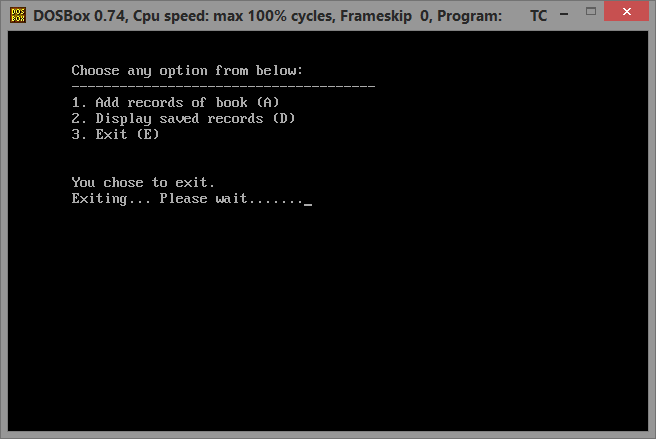 DOS
BOX
DOSBox 0.74, Cpu speed: max 100% cycles, Frameskip  0, Program:       TC
Choose any option from below:
--------------------------------------
1. Add records of book (A)
2. Display saved records (D)
3. Exit (E)
You chose to exit.
Exiting... Please wait......._